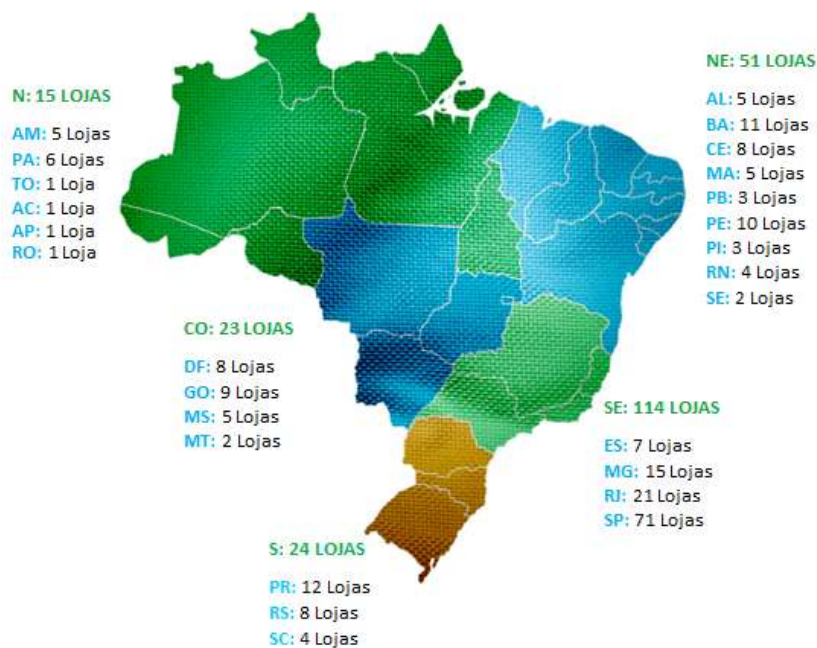 N: 15 LOJAS
AM: 5 Lojas
PA: 6 Lojas
TO: 1 Loja
AC: 1 Loja
AP: 1 Loja
RO: 1 Loja
NE: 51 LOJAS
AL: 5 Lojas
BA: 11 Lojas
CE: 8 Lojas
MA: 5 Lojas
PB: 3 Lojas
PE: 10 Lojas
PI: 3 Lojas
RN: 4 Lojas
SE: 2 Lojas
CO: 23 LOJAS
DF: 8 Lojas
GO: 9 Lojas
MS: 5 Lojas
MT: 2 Lojas
SE: 114 LOJAS
ES: 7 Lojas
MG: 15 Lojas
RJ: 21 Lojas
SP: 71 Lojas
S: 24 LOJAS
PR: 12 Lojas
RS: 8 Lojas
SC: 4 Lojas